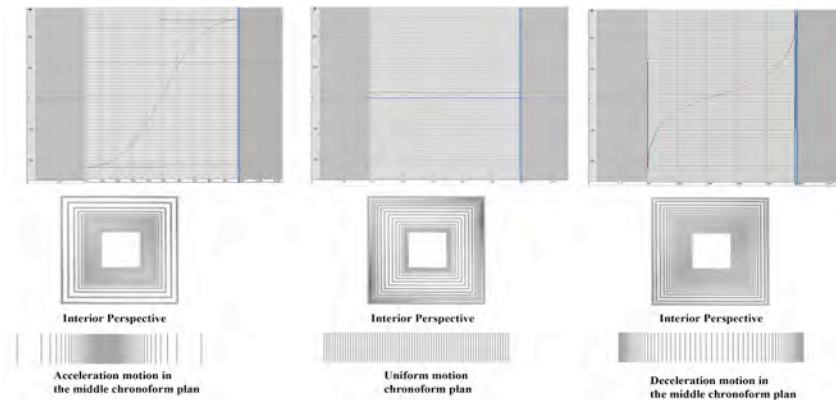 Interior Perspective
Interior Perspective
Interior Perspective
Acceleration motion in
the middle chronoform plan
Uniform motion
chronoform plan
Deceleration motion in
the middle chronoform plan